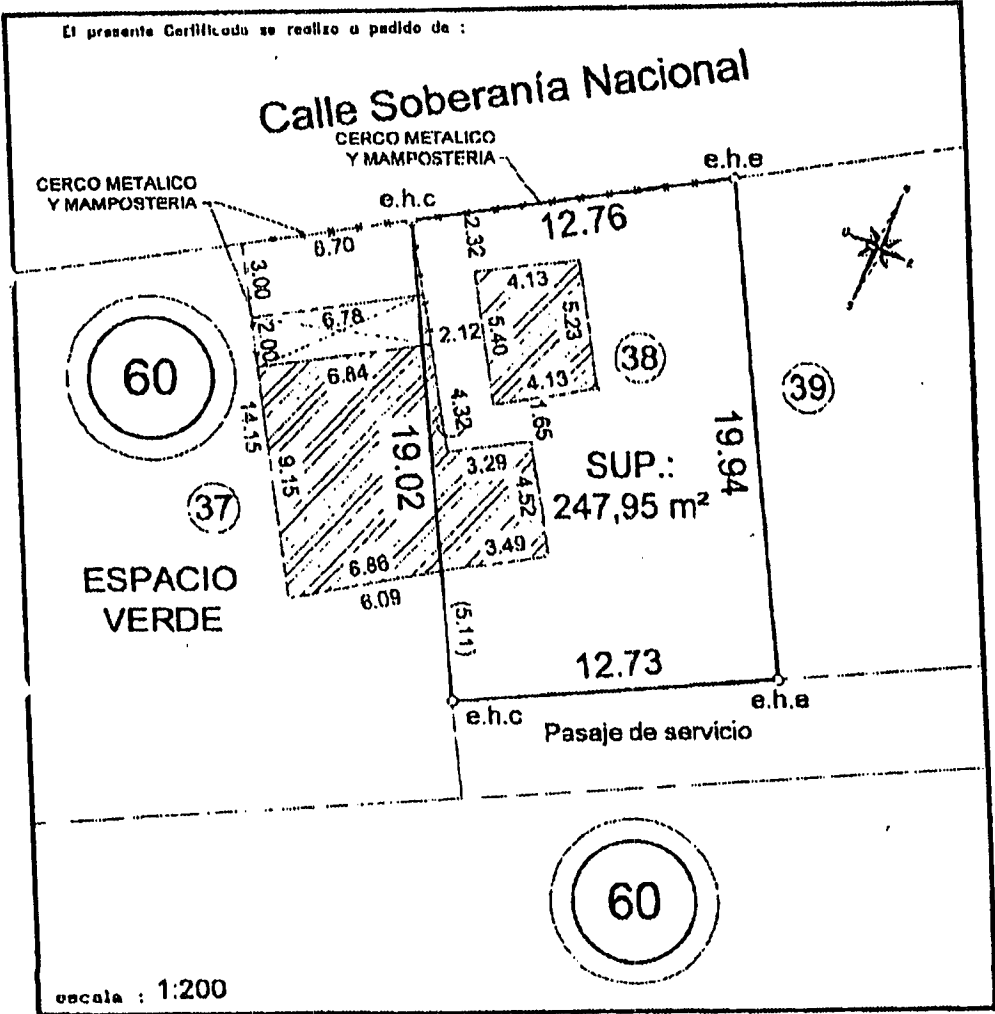 El presente Certificado se realizo a pedido de :
Calle Soberanía Nacional
CERCO METALICO
Y MAMPOSTERIA
CERCO METALICO
Y MAMPOSTERIA
e.h.c
e.h.e
6.70
12.76
2.32
3.00
4.13
6.78
2.12
5.40
5.23
2.00
60
38
39
6.84
4.13
14.15
4.32
1.65
19.02
19.94
9.15
3.29
SUP.:
247,95 m²
4.52
37
3.49
6.86
ESPACIO
VERDE
6.09
(5.11)
12.73
e.h.c
e.h.e
Pasaje de servicio
60
escala : 1:200